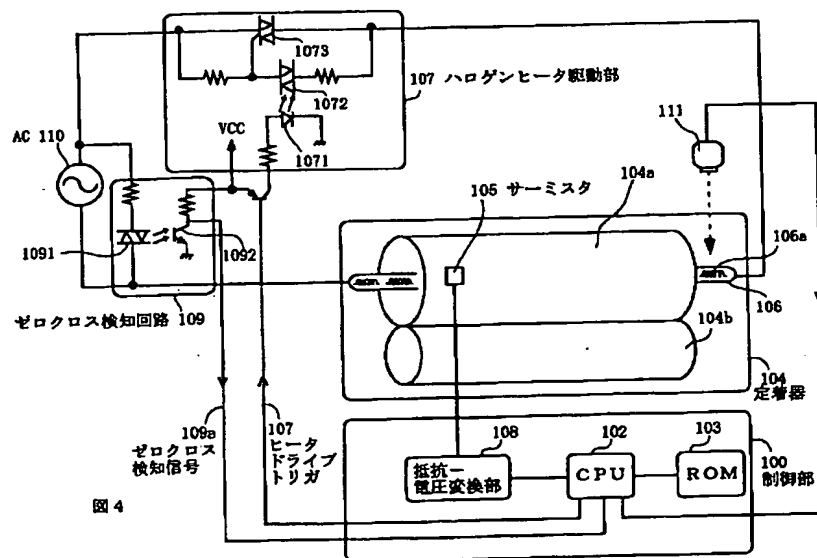 1073
1072
107 ハロゲンヒータ駆動部
1071
VCC
AC 110
111
105 サーミスタ
104a
106a
1091
1092
106
ゼロクロス検知回路 109
104b
104
定着器
109a
ゼロクロス
検知信号
107
ヒータ
ドライブ
トリガ
108
抵抗ー
電圧変換部
102
CPU
103
ROM
100
制御部
図4